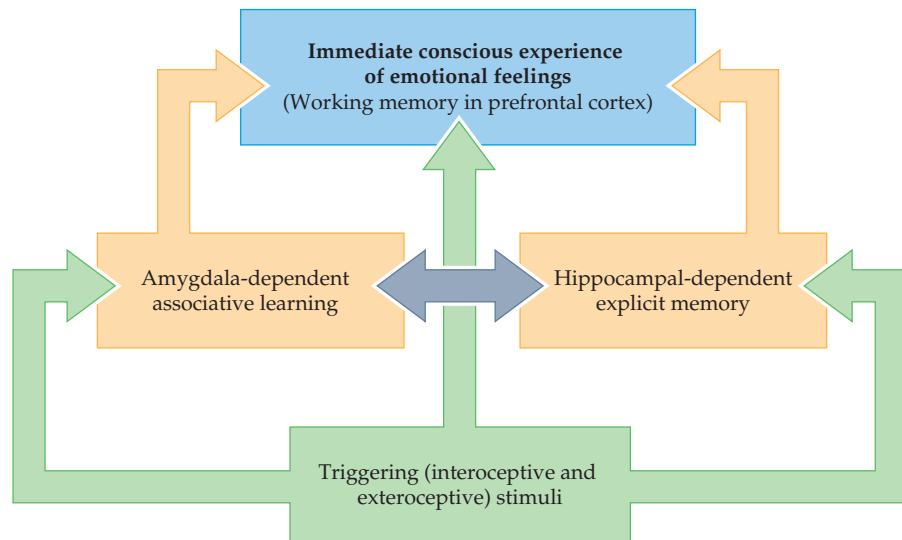 Immediate conscious experience
of emotional feelings
(Working memory in prefrontal cortex)
Amygdala-dependent
associative learning
Hippocampal-dependent
explicit memory
Triggering (interoceptive and
exteroceptive) stimuli